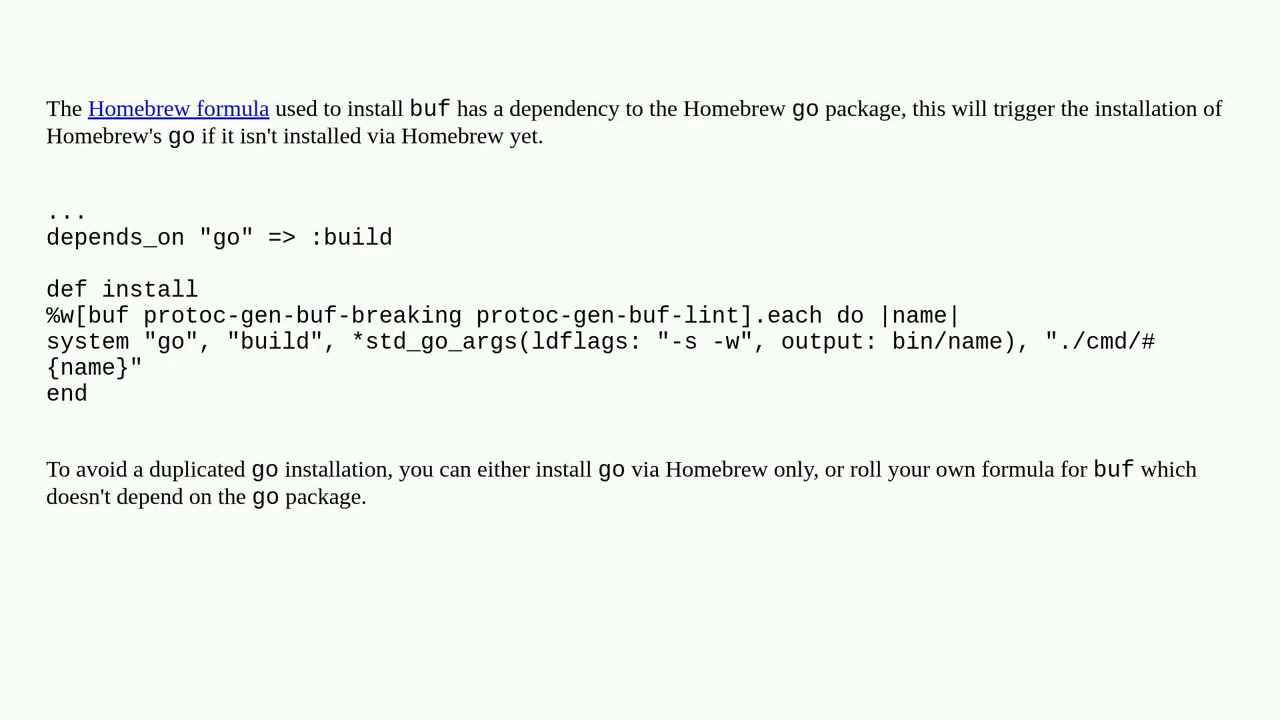 The Homebrew formula used to install buf has a dependency to the Homebrew go package, this will trigger the installation of
Homebrew's go if it isn't installed via Homebrew yet.
...
depends_on "go" => :build
def install
%w[buf protoc-gen-buf-breaking protoc-gen-buf-lint].each do |name|
system "go", "build", *std_go_args(ldflags: "-s -w", output: bin/name), "./cmd/#
{name}"
end
To avoid a duplicated go installation, you can either install go via Homebrew only, or roll your own formula for buf which
doesn't depend on the go package.